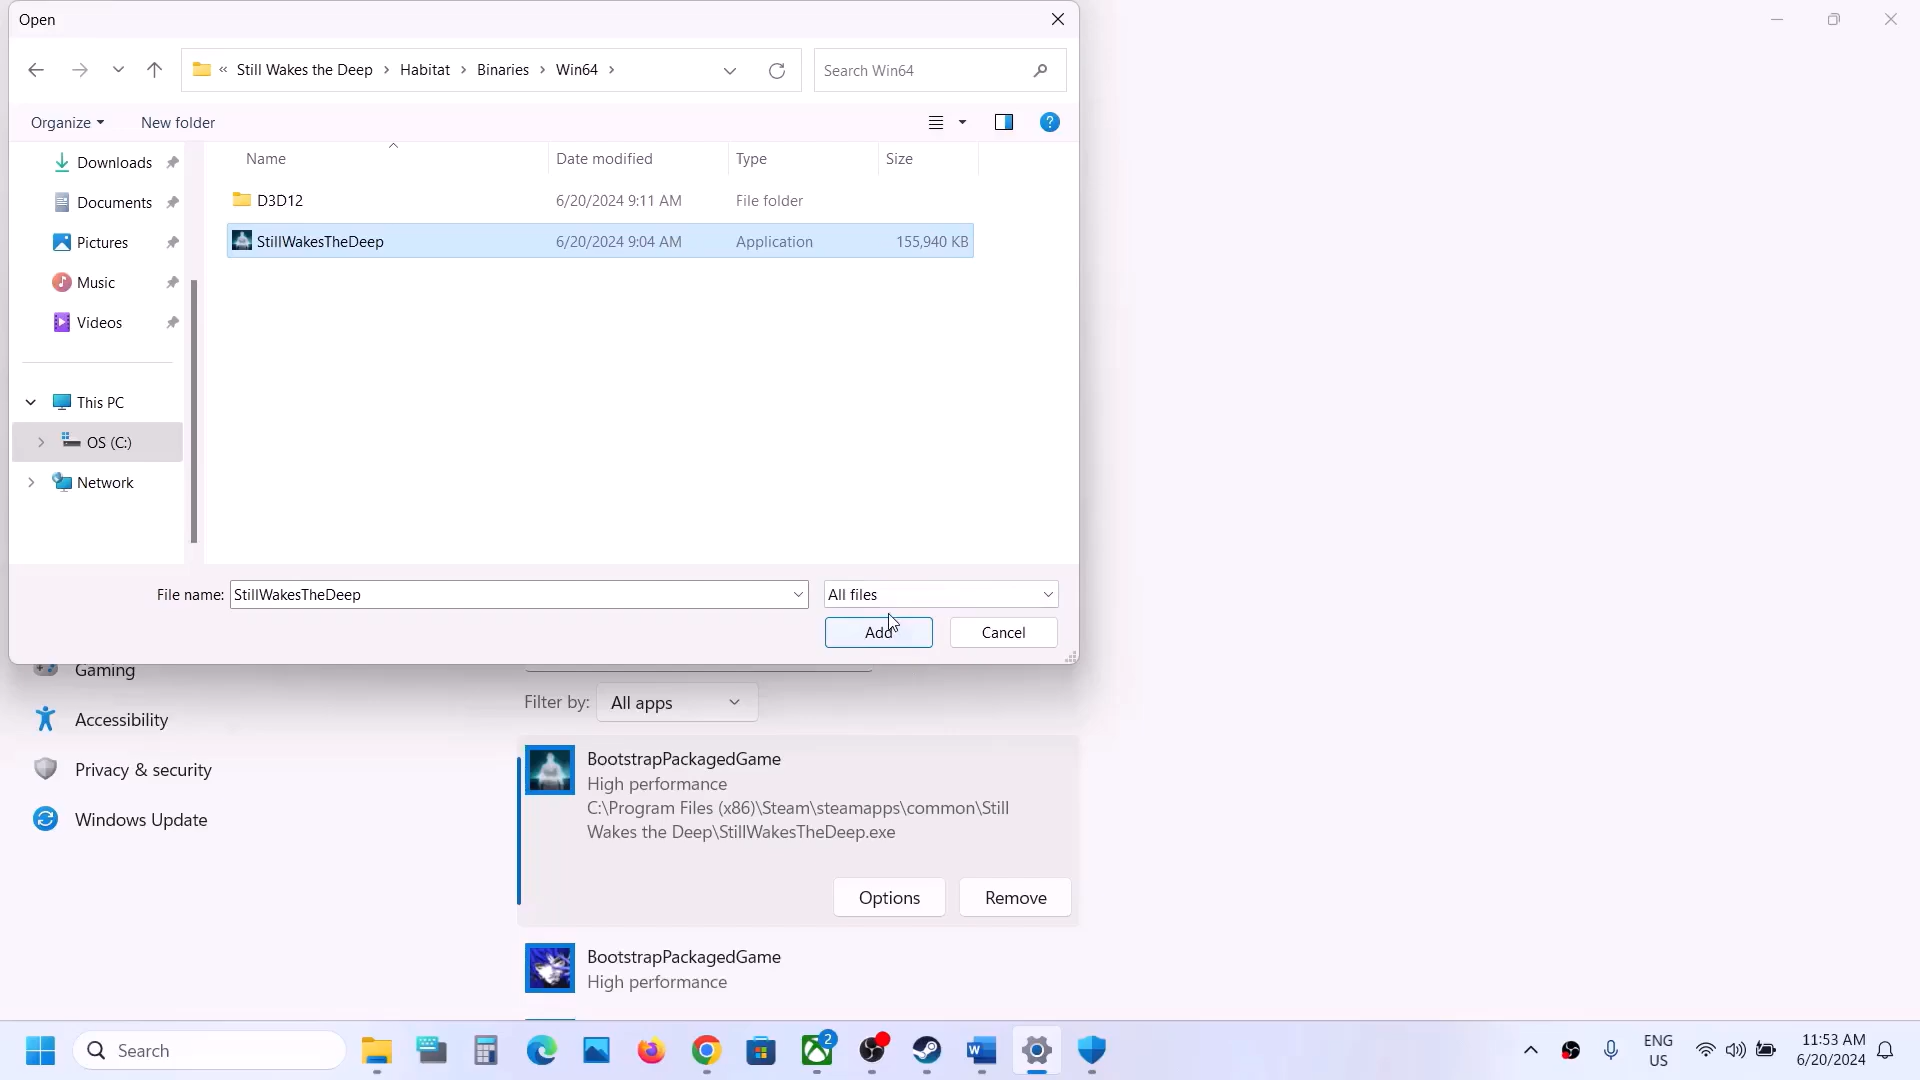 Open
« Still Wakes the Deep › Habitat › Binaries › Win64 ›
Search Win64
Organize
New folder
Name
Date modified
Type
Size
Downloads
Documents
Pictures
Music
Videos
This PC
OS (C:)
Network
D3D12
6/20/2024 9:11 AM
File folder
StillWakesTheDeep
6/20/2024 9:04 AM
Application
155,940 KB
File name:
StillWakesTheDeep
All files
Add
Cancel
Gaming
Accessibility
Privacy & security
Windows Update
Filter by:
All apps
BootstrapPackagedGame
High performance
C:\Program Files (x86)\Steam\steamapps\common\Still
Wakes the Deep\StillWakesTheDeep.exe
Options
Remove
BootstrapPackagedGame
High performance
Search
2
ENG
US
11:53 AM
6/20/2024